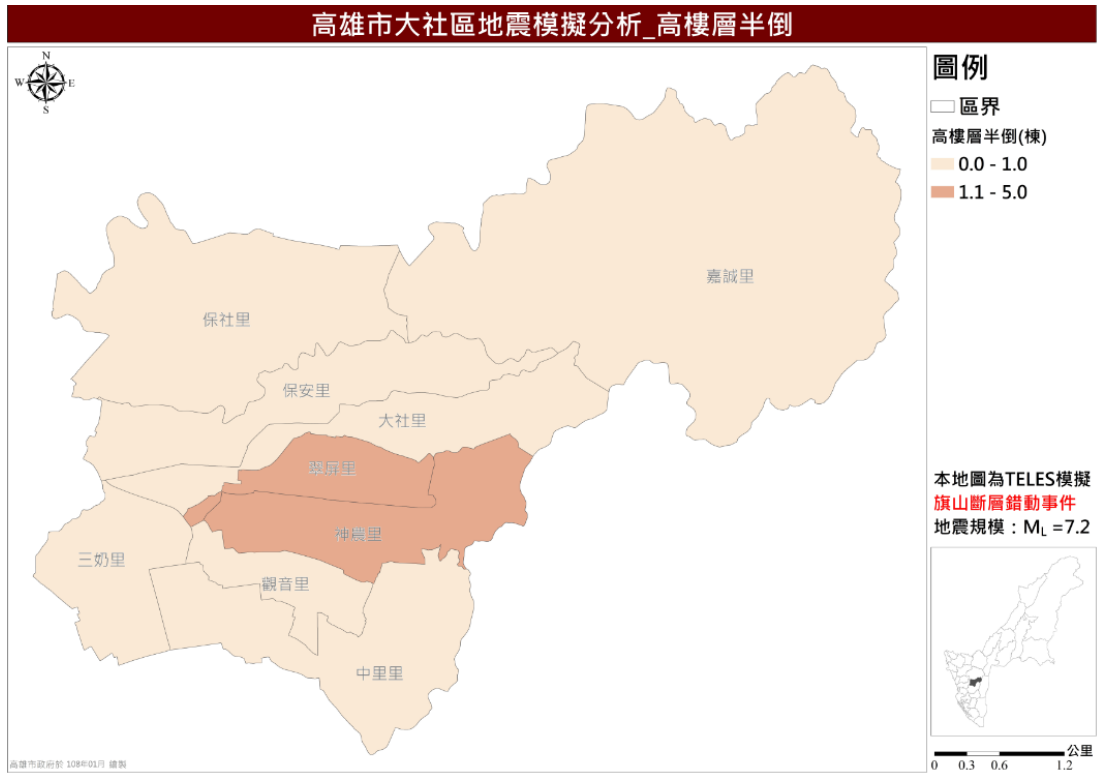 高雄市大社區地震模擬分析_高樓層半倒
N
W
E
S
圖例
區界
高樓層半倒(棟)
0.0 - 1.0
1.1 - 5.0
嘉誠里
保社里
保安里
大社里
翠屏里
神農里
三奶里
觀音里
中里里
本地圖為TELES模擬
旗山斷層錯動事件
地震規模：ML =7.2
公里
0 0.3 0.6 1.2
高雄市政府於 108年01月 繪製